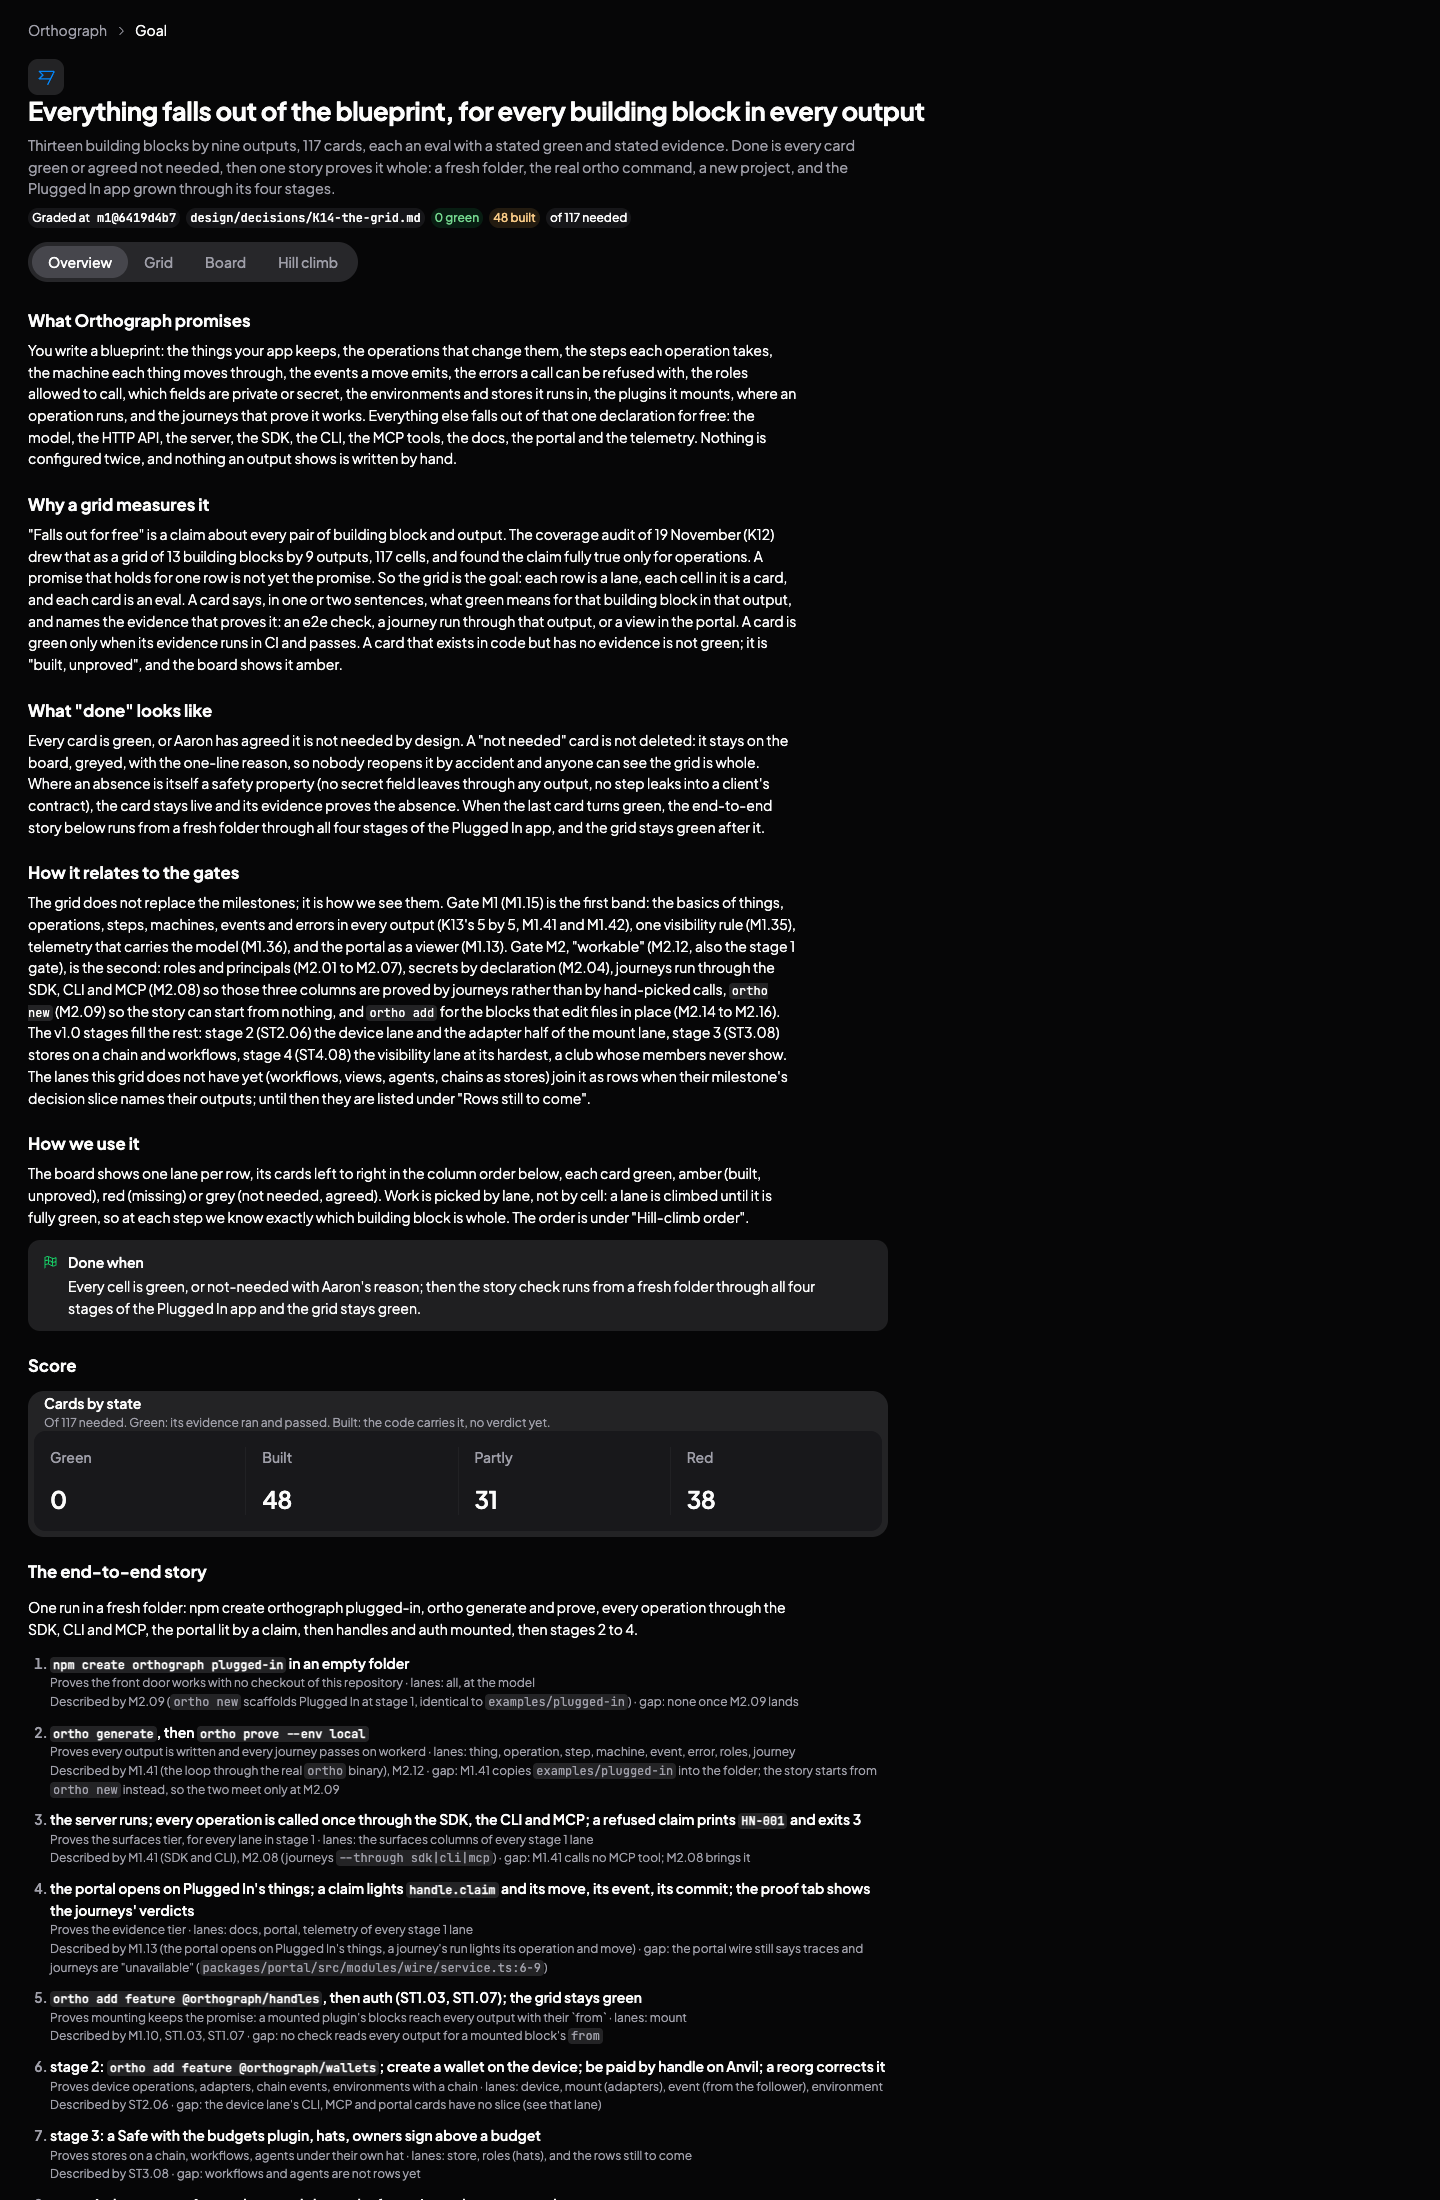 Orthograph > Goal
Everything falls out of the blueprint, for every building block in every output
Thirteen building blocks by nine outputs, 117 cards, each an eval with a stated green and stated evidence. Done is every card
green or agreed not needed, then one story proves it whole: a fresh folder, the real ortho command, a new project, and the
Plugged In app grown through its four stages.
Graded at m1@6419d4b7 design/decisions/K14-the-grid.md 0 green 48 built of 117 needed
Overview Grid Board Hill climb
What Orthograph promises
You write a blueprint: the things your app keeps, the operations that change them, the steps each operation takes,
the machine each thing moves through, the events a move emits, the errors a call can be refused with, the roles
allowed to call, which fields are private or secret, the environments and stores it runs in, the plugins it mounts, where an
operation runs, and the journeys that prove it works. Everything else falls out of that one declaration for free: the
model, the HTTP API, the server, the SDK, the CLI, the MCP tools, the docs, the portal and the telemetry. Nothing is
configured twice, and nothing an output shows is written by hand.
Why a grid measures it
"Falls out for free" is a claim about every pair of building block and output. The coverage audit of 19 November (K12)
drew that as a grid of 13 building blocks by 9 outputs, 117 cells, and found the claim fully true only for operations. A
promise that holds for one row is not yet the promise. So the grid is the goal: each row is a lane, each cell in it is a card,
and each card is an eval. A card says, in one or two sentences, what green means for that building block in that output,
and names the evidence that proves it: an e2e check, a journey run through that output, or a view in the portal. A card is
green only when its evidence runs in CI and passes. A card that exists in code but has no evidence is not green; it is
"built, unproved", and the board shows it amber.
What "done" looks like
Every card is green, or Aaron has agreed it is not needed by design. A "not needed" card is not deleted: it stays on the
board, greyed, with the one-line reason, so nobody reopens it by accident and anyone can see the grid is whole.
Where an absence is itself a safety property (no secret field leaves through any output, no step leaks into a client's
contract), the card stays live and its evidence proves the absence. When the last card turns green, the end-to-end
story below runs from a fresh folder through all four stages of the Plugged In app, and the grid stays green after it.
How it relates to the gates
The grid does not replace the milestones; it is how we see them. Gate M1 (M1.15) is the first band: the basics of things,
operations, steps, machines, events and errors in every output (K13's 5 by 5, M1.41 and M1.42), one visibility rule (M1.35),
telemetry that carries the model (M1.36), and the portal as a viewer (M1.13). Gate M2, "workable" (M2.12, also the stage 1
gate), is the second: roles and principals (M2.01 to M2.07), secrets by declaration (M2.04), journeys run through the
SDK, CLI and MCP (M2.08) so those three columns are proved by journeys rather than by hand-picked calls, ortho
new (M2.09) so the story can start from nothing, and ortho add for the blocks that edit files in place (M2.14 to M2.16).
The v1.0 stages fill the rest: stage 2 (ST2.06) the device lane and the adapter half of the mount lane, stage 3 (ST3.08)
stores on a chain and workflows, stage 4 (ST4.08) the visibility lane at its hardest, a club whose members never show.
The lanes this grid does not have yet (workflows, views, agents, chains as stores) join it as rows when their milestone's
decision slice names their outputs; until then they are listed under "Rows still to come".
How we use it
The board shows one lane per row, its cards left to right in the column order below, each card green, amber (built,
unproved), red (missing) or grey (not needed, agreed). Work is picked by lane, not by cell: a lane is climbed until it is
fully green, so at each step we know exactly which building block is whole. The order is under "Hill-climb order".
Done when
Every cell is green, or not-needed with Aaron's reason; then the story check runs from a fresh folder through all four
stages of the Plugged In app and the grid stays green.
Score
Cards by state
Of 117 needed. Green: its evidence ran and passed. Built: the code carries it, no verdict yet.
Green Built Partly Red
0 48 31 38
The end-to-end story
One run in a fresh folder: npm create orthograph plugged-in, ortho generate and prove, every operation through the
SDK, CLI and MCP, the portal lit by a claim, then handles and auth mounted, then stages 2 to 4.
1. npm create orthograph plugged-in in an empty folder
Proves the front door works with no checkout of this repository · lanes: all, at the model
Described by M2.09 (ortho new scaffolds Plugged In at stage 1, identical to examples/plugged-in) · gap: none once M2.09 lands
2. ortho generate, then ortho prove --env local
Proves every output is written and every journey passes on workerd · lanes: thing, operation, step, machine, event, error, roles, journey
Described by M1.41 (the loop through the real ortho binary), M2.12 · gap: M1.41 copies examples/plugged-in into the folder; the story starts from
ortho new instead, so the two meet only at M2.09
3. the server runs; every operation is called once through the SDK, the CLI and MCP; a refused claim prints HN-001 and exits 3
Proves the surfaces tier, for every lane in stage 1 · lanes: the surfaces columns of every stage 1 lane
Described by M1.41 (SDK and CLI), M2.08 (journeys --through sdk|cli|mcp) · gap: M1.41 calls no MCP tool; M2.08 brings it
4. the portal opens on Plugged In's things; a claim lights handle.claim and its move, its event, its commit; the proof tab shows
the journeys' verdicts
Proves the evidence tier · lanes: docs, portal, telemetry of every stage 1 lane
Described by M1.13 (the portal opens on Plugged In's things, a journey's run lights its operation and move) · gap: the portal wire still says traces and
journeys are "unavailable" (packages/portal/src/modules/wire/service.ts:6-9)
5. ortho add feature @orthograph/handles, then auth (ST1.03, ST1.07); the grid stays green
Proves mounting keeps the promise: a mounted plugin's blocks reach every output with their `from` · lanes: mount
Described by M1.10, ST1.03, ST1.07 · gap: no check reads every output for a mounted block's from
6. stage 2: ortho add feature @orthograph/wallets; create a wallet on the device; be paid by handle on Anvil; a reorg corrects it
Proves device operations, adapters, chain events, environments with a chain · lanes: device, mount (adapters), event (from the follower), environment
Described by ST2.06 · gap: the device lane's CLI, MCP and portal cards have no slice (see that lane)
7. stage 3: a Safe with the budgets plugin, hats, owners sign above a budget
Proves stores on a chain, workflows, agents under their own hat · lanes: store, roles (hats), and the rows still to come
Described by ST3.08 · gap: workflows and agents are not rows yet